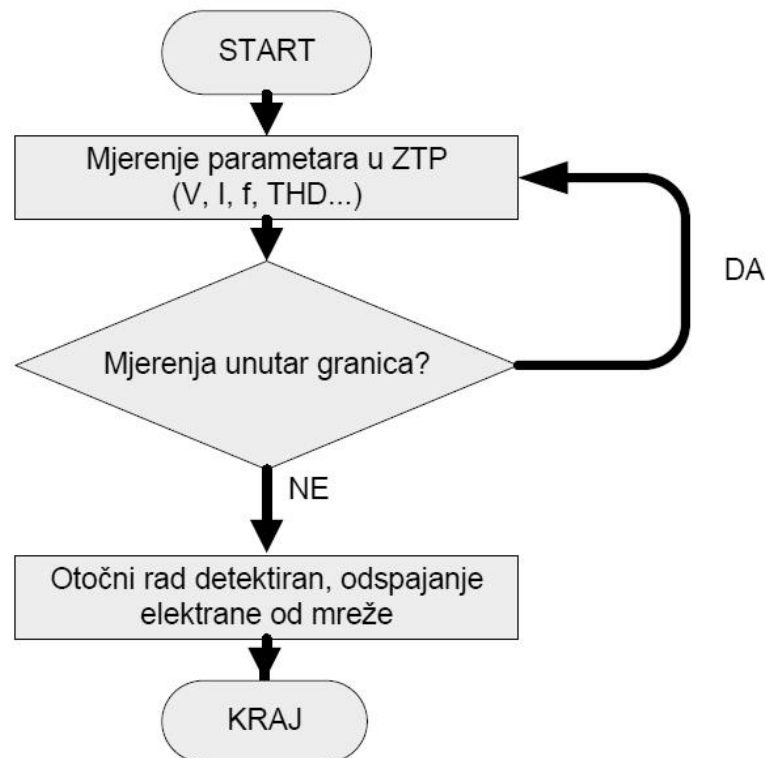 START
Mjerenje parametara u ZTP
(V, I, f, THD...)
DA
Mjerenja unutar granica?
NE
Otočni rad detektiran, odspajanje
elektrane od mreže
KRAJ